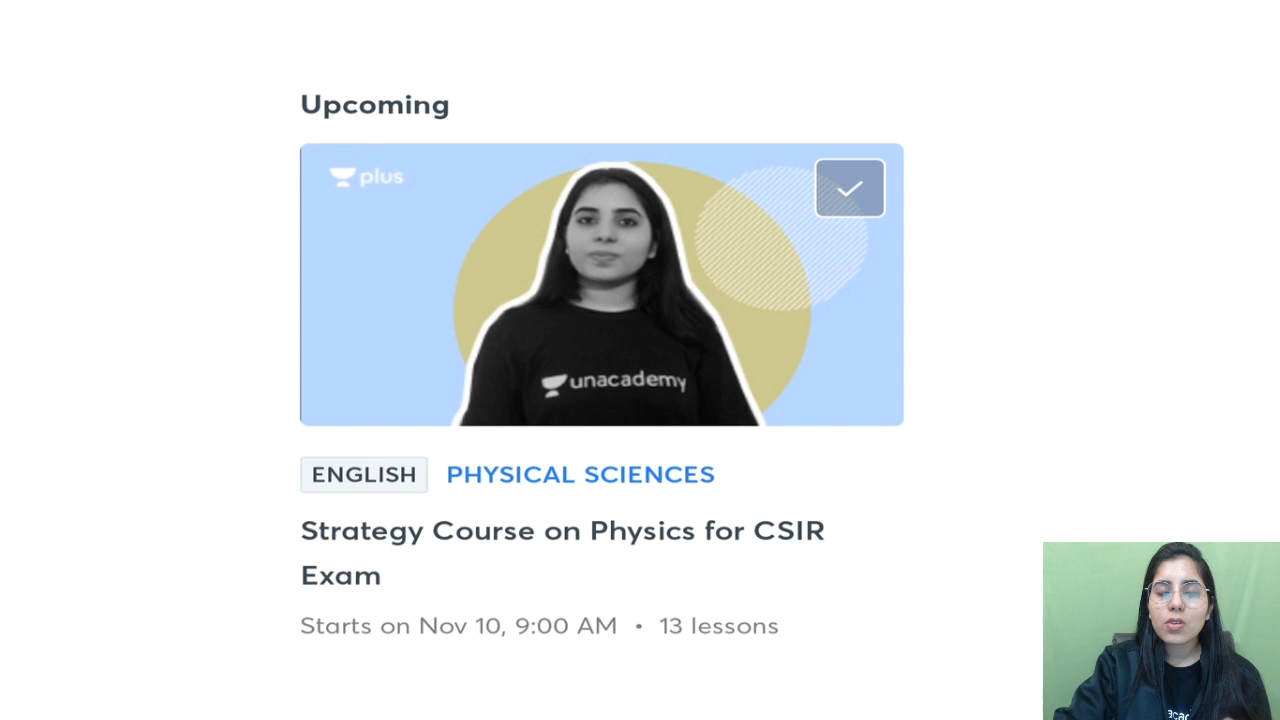 Upcoming
plus
unacademy
ENGLISH PHYSICAL SCIENCES
Strategy Course on Physics for CSIR
Exam
Starts on Nov 10, 9:00 AM • 13 lessons